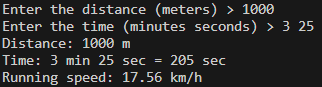 Enter the distance (meters) > 1000
Enter the time (minutes seconds) > 3 25
Distance: 1000 m
Time: 3 min 25 sec = 205 sec
Running speed: 17.56 km/h